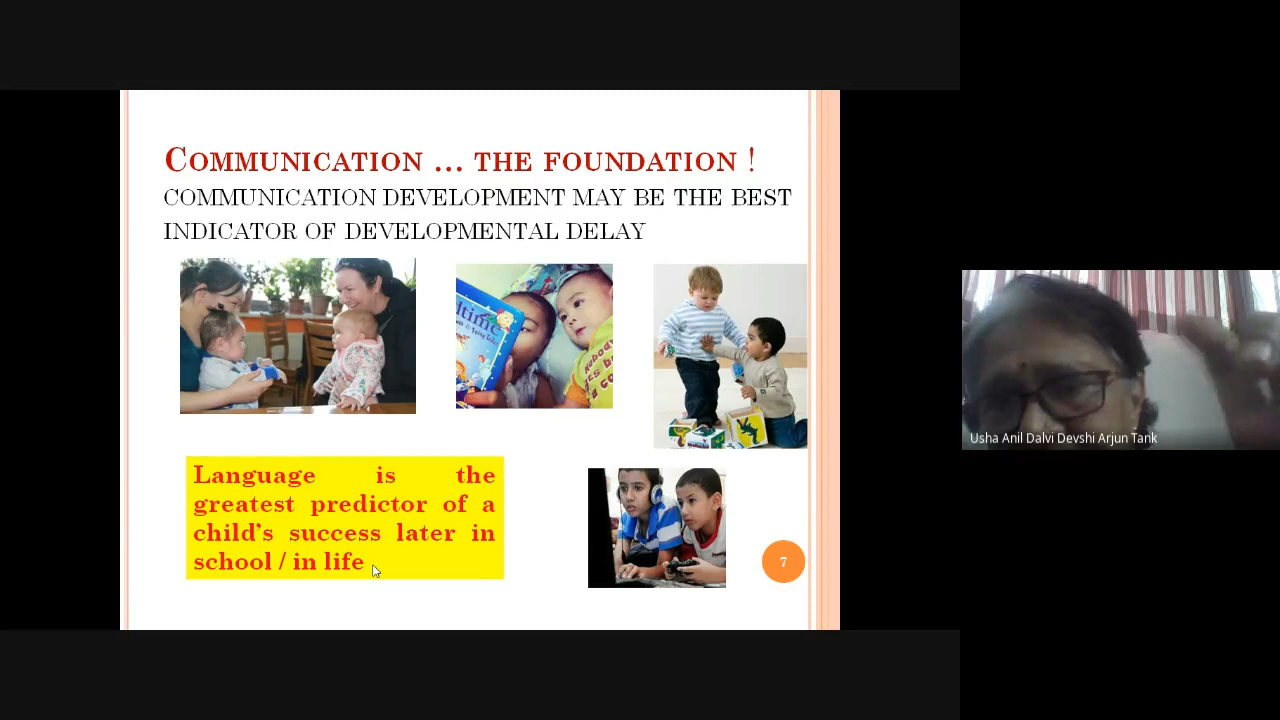 COMMUNICATION … THE FOUNDATION !
COMMUNICATION DEVELOPMENT MAY BE THE BEST
INDICATOR OF DEVELOPMENTAL DELAY
Language is the
greatest predictor of a
child's success later in
school / in life
7
Usha Anil Dalvi Devshi Arjun Tank